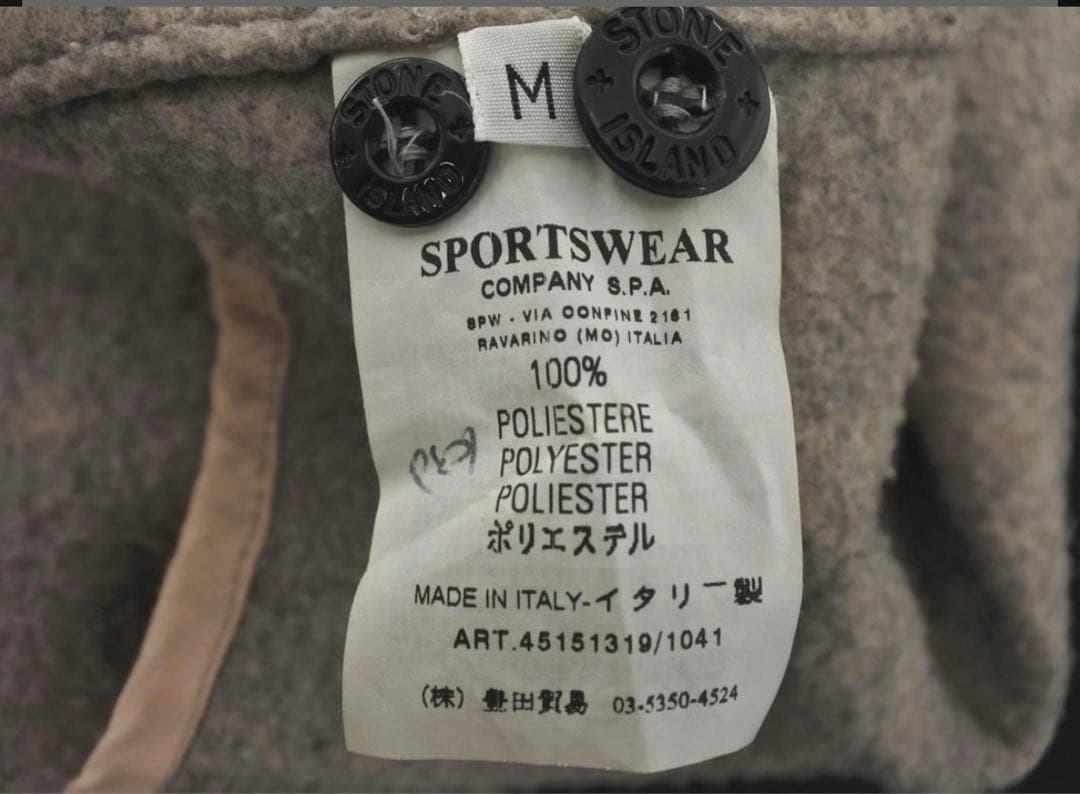 STONE
ISLAND
M
STONE
ISLAND
SPORTSWEAR
COMPANY S.P.A.
SPW - VIA CONFINE 2161
RAVARINO (MO) ITALIA
100%
POLIESTERE
POLYESTER
POLIESTER
ポリエステル
MADE IN ITALY-イタリー製
ART.45151319/1041
(株) 豊田貿易 03-5350-4524